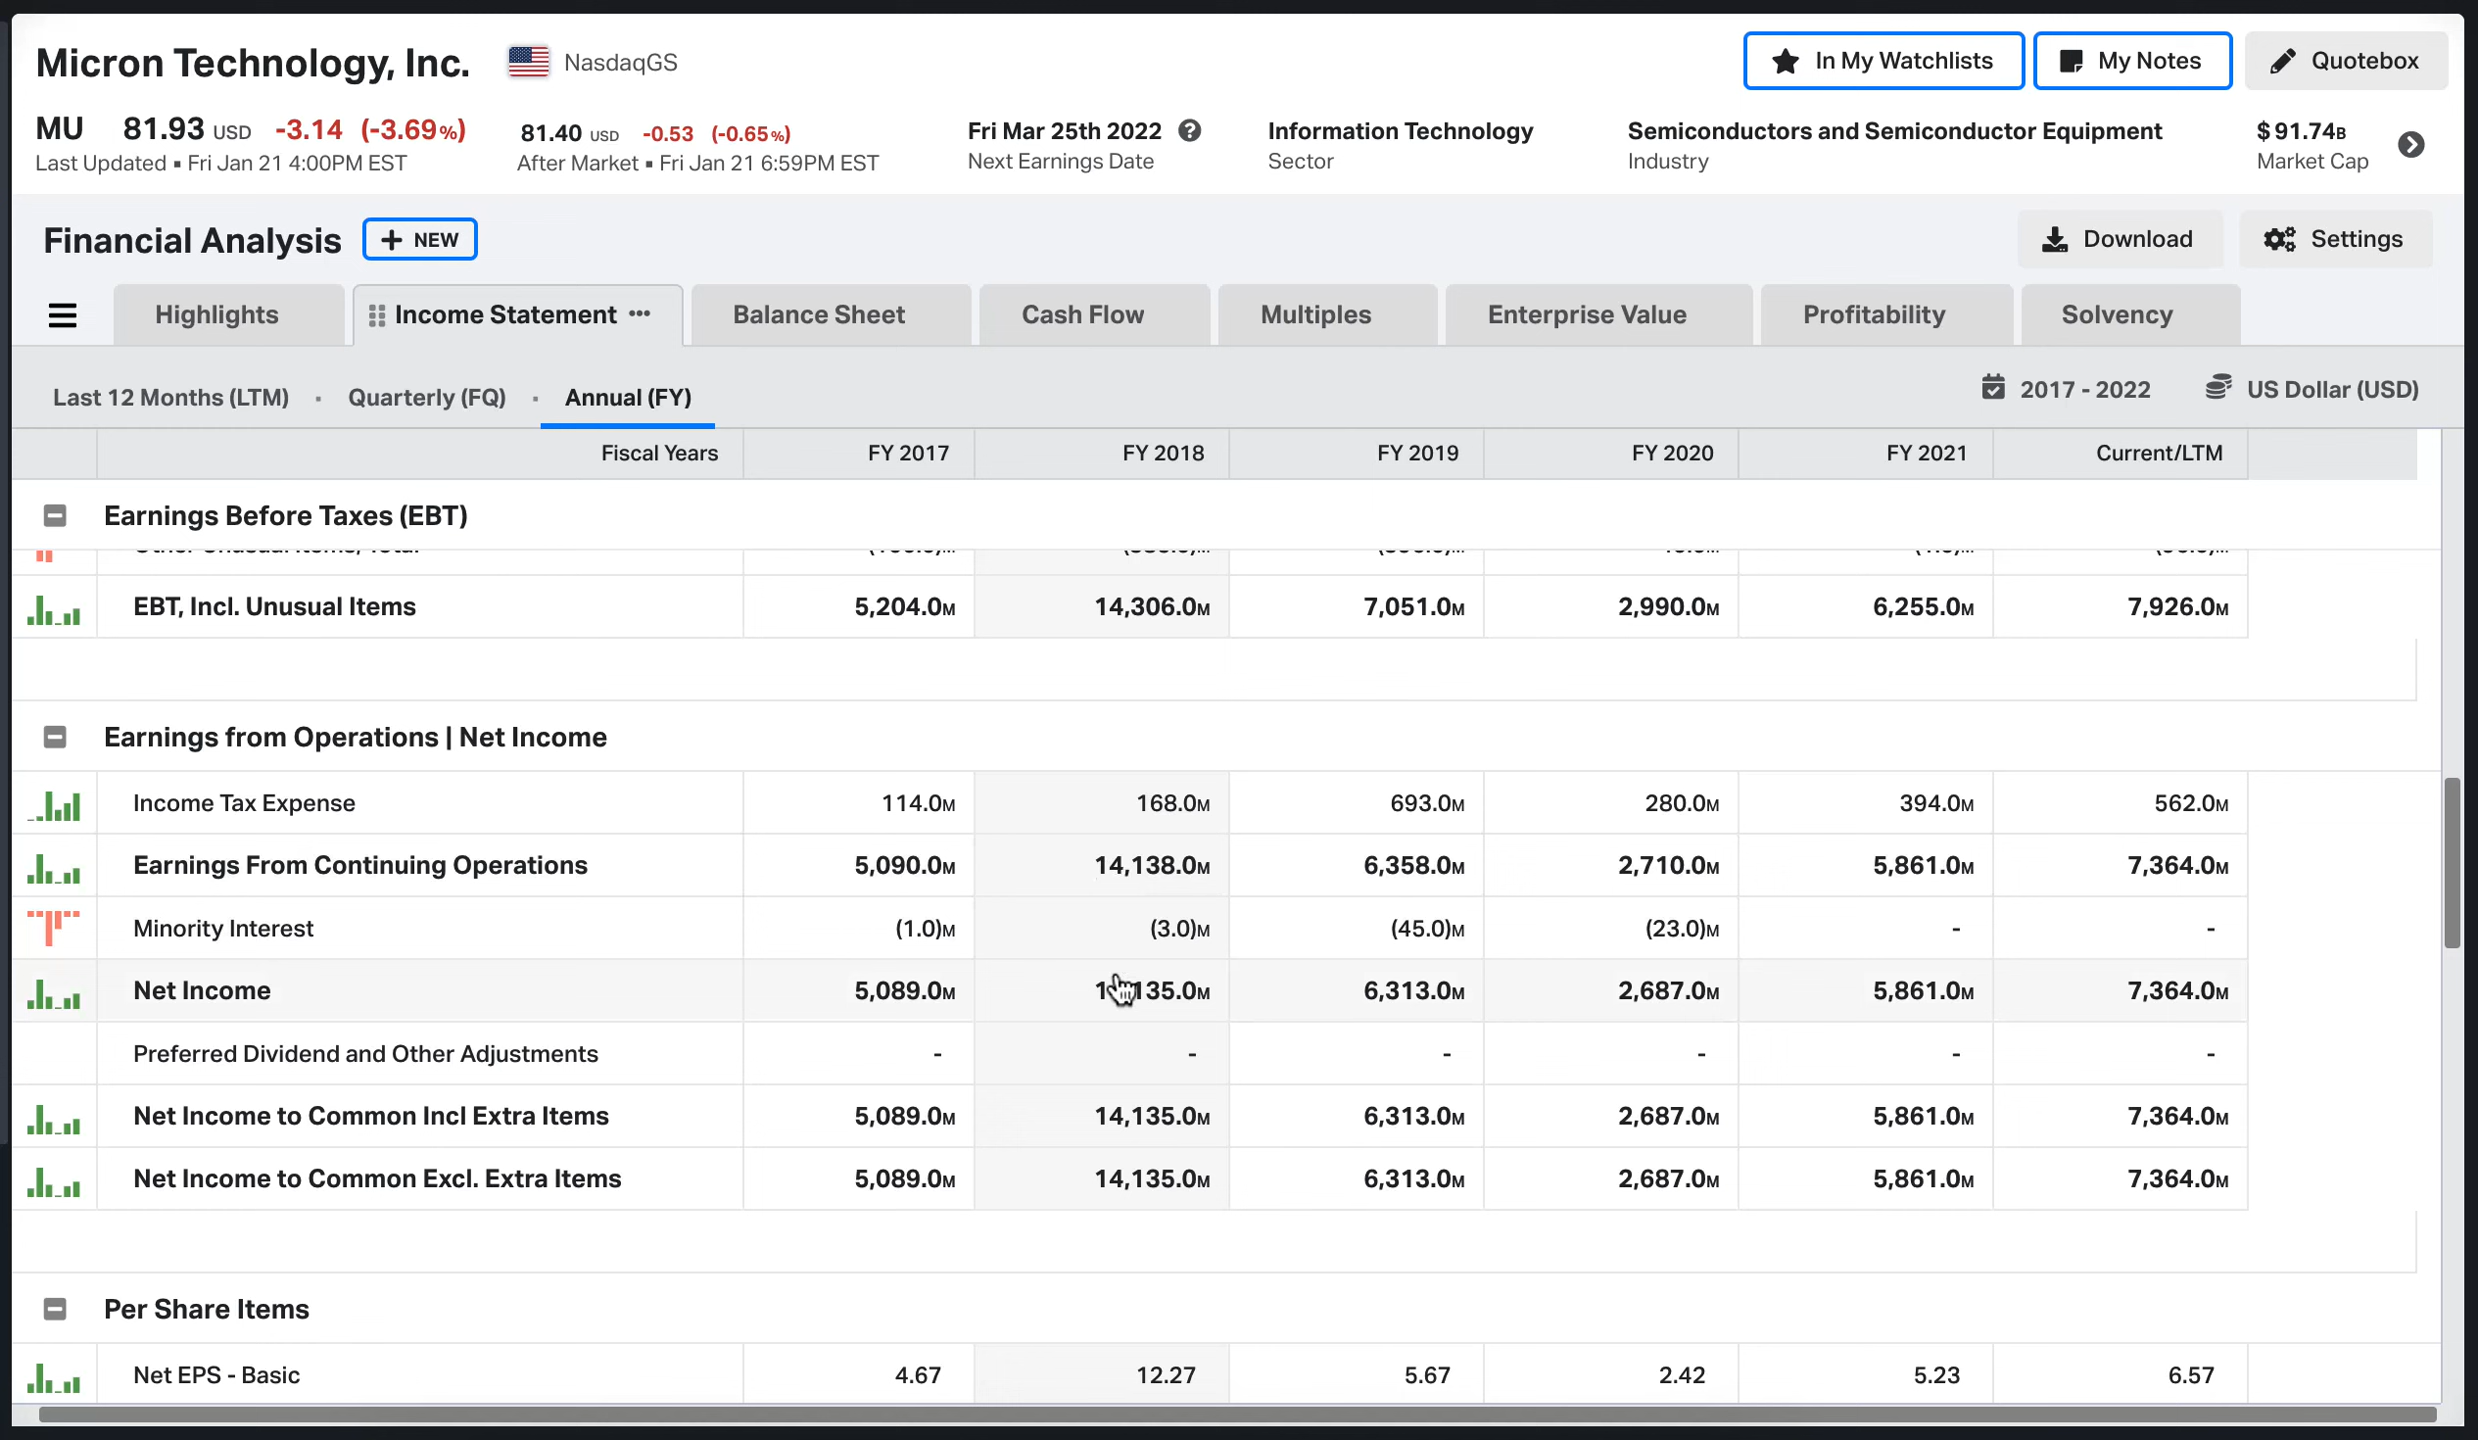 Micron Technology, Inc. NasdaqGS In My Watchlists My Notes Quotebox
MU 81.93 USD -3.14 (-3.69%) 81.40 USD -0.53 (-0.65%) Fri Mar 25th 2022 Information Technology Semiconductors and Semiconductor Equipment $91.74B
Last Updated ▪ Fri Jan 21 4:00PM EST After Market ▪ Fri Jan 21 6:59PM EST Next Earnings Date Sector Industry Market Cap
Financial Analysis + NEW Download Settings
Highlights Income Statement ••• Balance Sheet Cash Flow Multiples Enterprise Value Profitability Solvency
Last 12 Months (LTM) · Quarterly (FQ) · Annual (FY) 2017 - 2022 US Dollar (USD)
Fiscal Years FY 2017 FY 2018 FY 2019 FY 2020 FY 2021 Current/LTM
Earnings Before Taxes (EBT)
EBT, Incl. Unusual Items 5,204.0M 14,306.0M 7,051.0M 2,990.0M 6,255.0M 7,926.0M
Earnings from Operations | Net Income
Income Tax Expense 114.0M 168.0M 693.0M 280.0M 394.0M 562.0M
Earnings From Continuing Operations 5,090.0M 14,138.0M 6,358.0M 2,710.0M 5,861.0M 7,364.0M
Minority Interest (1.0)M (3.0)M (45.0)M (23.0)M - -
Net Income 5,089.0M 6,313.0M 2,687.0M 5,861.0M 7,364.0M
Preferred Dividend and Other Adjustments - - - - - -
Net Income to Common Incl Extra Items 5,089.0M 14,135.0M 6,313.0M 2,687.0M 5,861.0M 7,364.0M
Net Income to Common Excl. Extra Items 5,089.0M 14,135.0M 6,313.0M 2,687.0M 5,861.0M 7,364.0M
Per Share Items
Net EPS - Basic 4.67 12.27 5.67 2.42 5.23 6.57